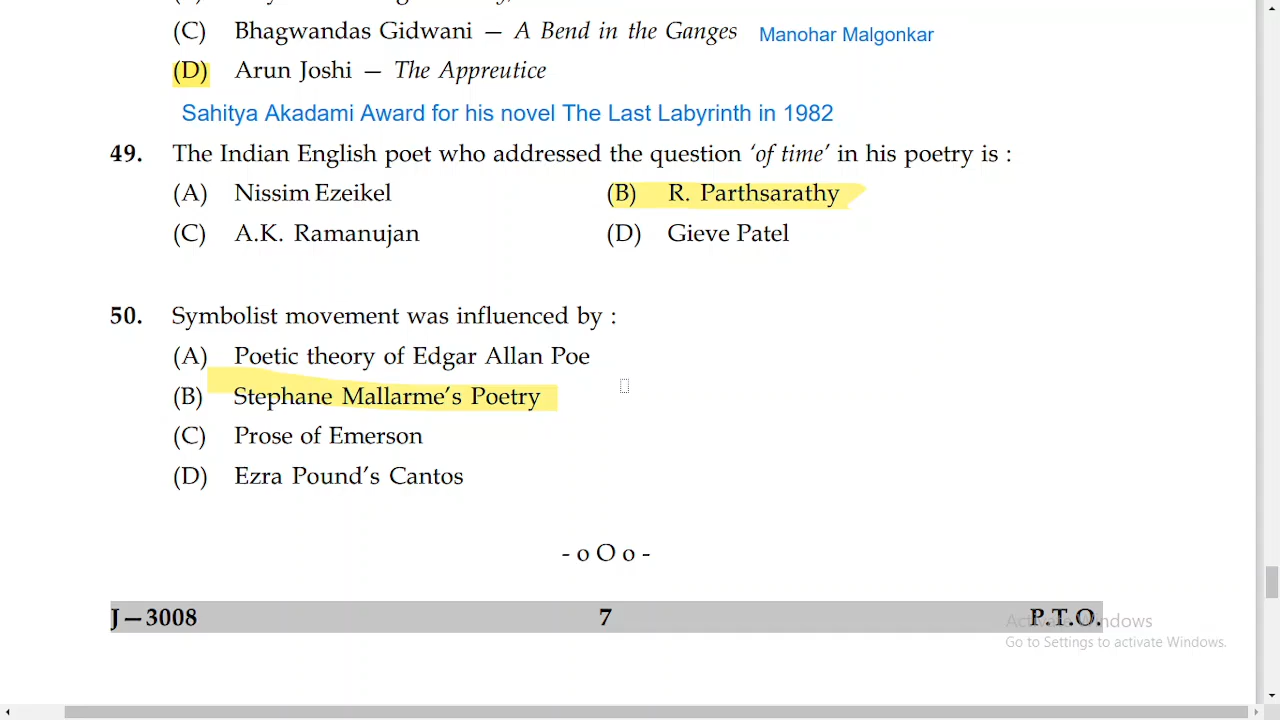 (C) Bhagwandas Gidwani — A Bend in the Ganges Manohar Malgonkar
(D) Arun Joshi — The Appreutice
Sahitya Akadami Award for his novel The Last Labyrinth in 1982
49. The Indian English poet who addressed the question ‘of time’ in his poetry is :
(A) Nissim Ezeikel (B) R. Parthsarathy
(C) A.K. Ramanujan (D) Gieve Patel
50. Symbolist movement was influenced by :
(A) Poetic theory of Edgar Allan Poe
(B) Stephane Mallarme’s Poetry
(C) Prose of Emerson
(D) Ezra Pound’s Cantos
- o O o -
J—3008 7 P.T.O.
Activate Windows
Go to Settings to activate Windows.